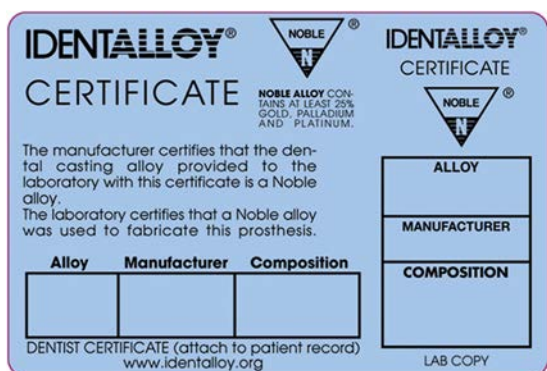 IDENTALLOY®
CERTIFICATE
NOBLE ®
N
NOBLE ALLOY CON-
TAINS AT LEAST 25%
GOLD, PALLADIUM
AND PLATINUM.
The manufacturer certifies that the den-
tal casting alloy provided to the
laboratory with this certificate is a Noble
alloy.
The laboratory certifies that a Noble alloy
was used to fabricate this prosthesis.
Alloy Manufacturer Composition
DENTIST CERTIFICATE (attach to patient record)
www.identalloy.org
IDENTALLOY®
CERTIFICATE
NOBLE ®
N
ALLOY
MANUFACTURER
COMPOSITION
LAB COPY